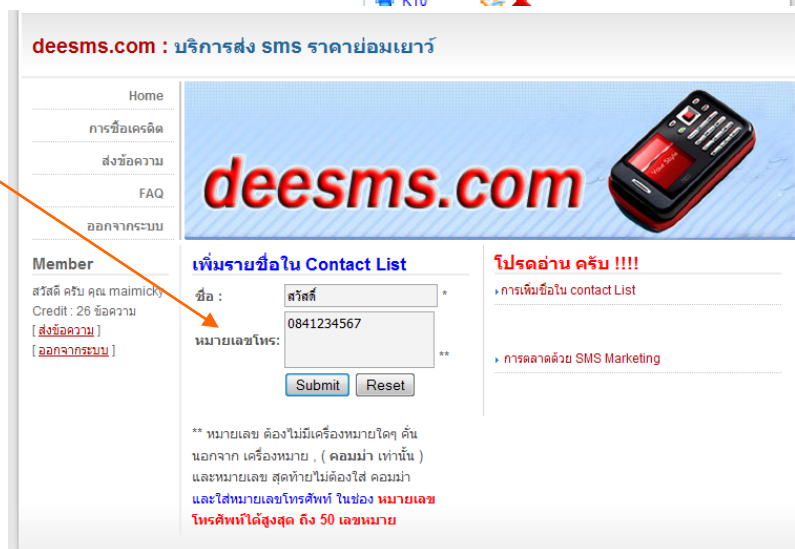 deesms.com : บริการส่ง sms ราคาย่อมเยาว์
Home
การซื้อเครดิต
ส่งข้อความ
FAQ
ออกจากระบบ
deesms.com
Member
สวัสดี ครับ คุณ maimicky
Credit : 26 ข้อความ
[ ส่งข้อความ ]
[ ออกจากระบบ ]
เพิ่มรายชื่อใน Contact List
ชื่อ : สวัสดิ์ *
หมายเลขโทร: 0841234567 **
Submit Reset
** หมายเลข ต้องไม่มีเครื่องหมายใดๆ คั่น
นอกจาก เครื่องหมาย , ( คอมม่า เท่านั้น )
และหมายเลข สุดท้ายไม่ต้องใส่ คอมม่า
และใส่หมายเลขโทรศัพท์ ในช่อง หมายเลข
โทรศัพท์ได้สูงสุด ถึง 50 เลขหมาย
โปรดอ่าน ครับ !!!!
การเพิ่มชื่อใน contact List
การตลาดด้วย SMS Marketing